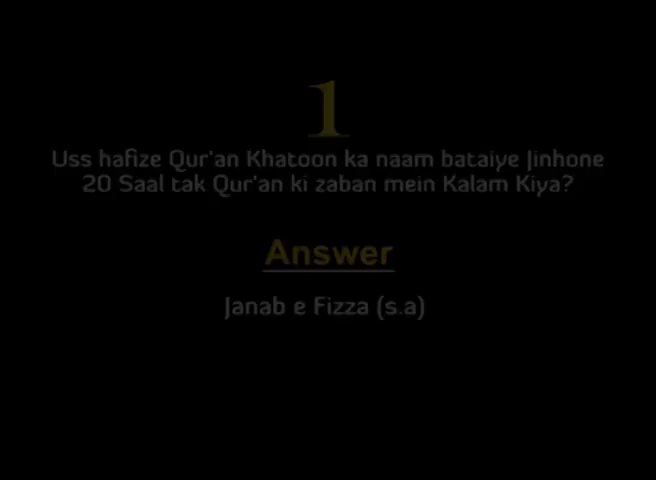 1
Uss hafize Qur'an Khatoon ka naam bataiye Jinhone
20 Saal tak Qur'an ki zaban mein Kalam Kiya?
Answer
Janab e Fizza (s.a)